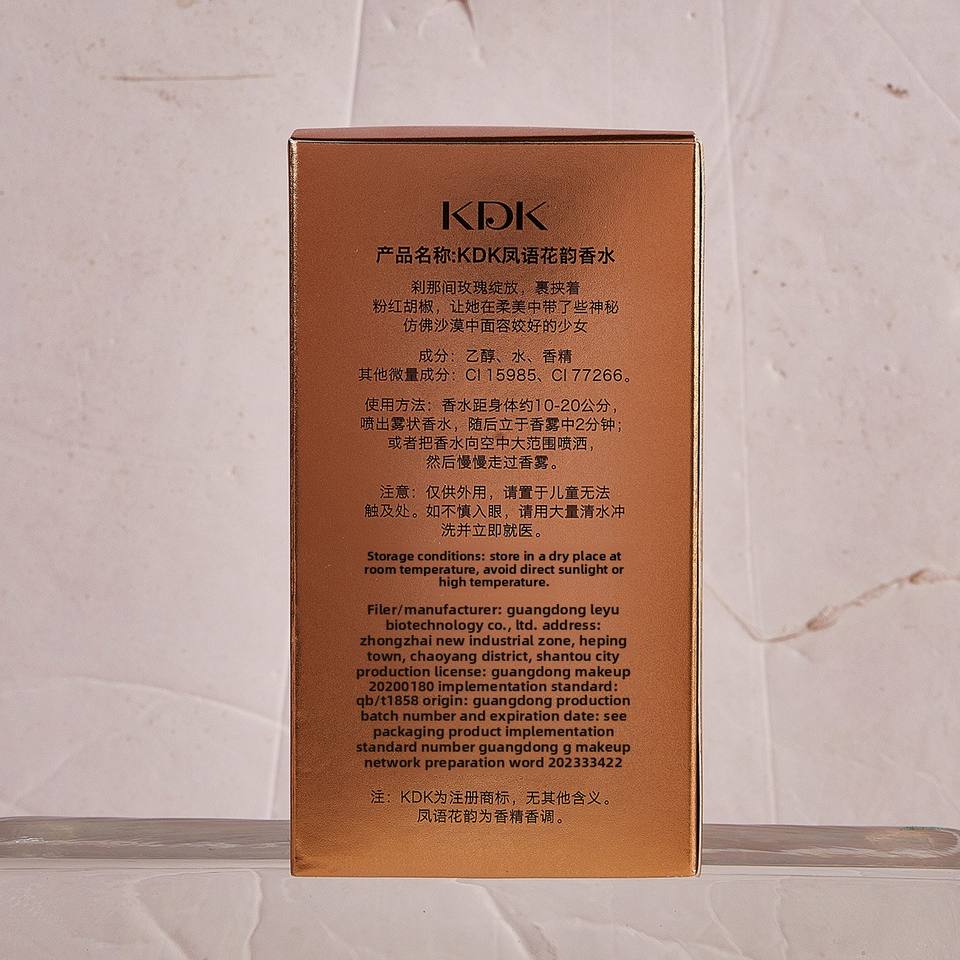 KDK
产品名称:KDK凤语花韵香水
刹那间玫瑰绽放，裹挟着
粉红胡椒，让她在柔美中带了些神秘
仿佛沙漠中面容姣好的少女
成分：乙醇、水、香精
其他微量成分：CI 15985、CI 77266。
使用方法：香水距身体约10-20公分，
喷出雾状香水，随后立于香雾中2分钟；
或者把香水向空中大范围喷洒，
然后慢慢走过香雾。
注意：仅供外用，请置于儿童无法
触及处。如不慎入眼，请用大量清水冲
洗并立即就医。
Storage conditions: store in a dry place at
room temperature, avoid direct sunlight or
high temperature.
Filer/manufacturer: guangdong leyu
biotechnology co., ltd. address:
zhongzhai new industrial zone, heping
town, chaoyang district, shantou city
production license: guangdong makeup
20200180 implementation standard:
qb/t1858 origin: guangdong production
batch number and expiration date: see
packaging product implementation
standard number guangdong g makeup
network preparation word 202333422
注：KDK为注册商标，无其他含义。
凤语花韵为香精香调。